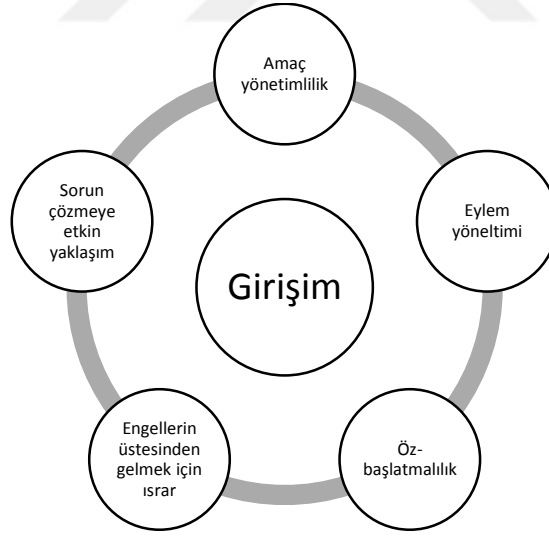 Amaç
yönetimlilik
Eylem
yöneltimi
Öz-
başlatmalılık
Engellerin
üstesinden
gelmek için
ısrar
Sorun
çözmeye
etkin
yaklaşım
Girişim